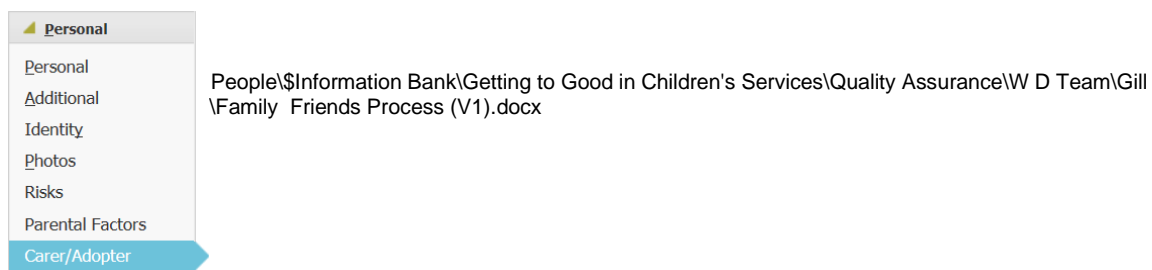 Personal
Personal
Additional
Identity
Photos
Risks
Parental Factors
Carer/Adopter
People\$Information Bank\Getting to Good in Children's Services\Quality Assurance\W D Team\Gill
\Family  Friends Process (V1).docx